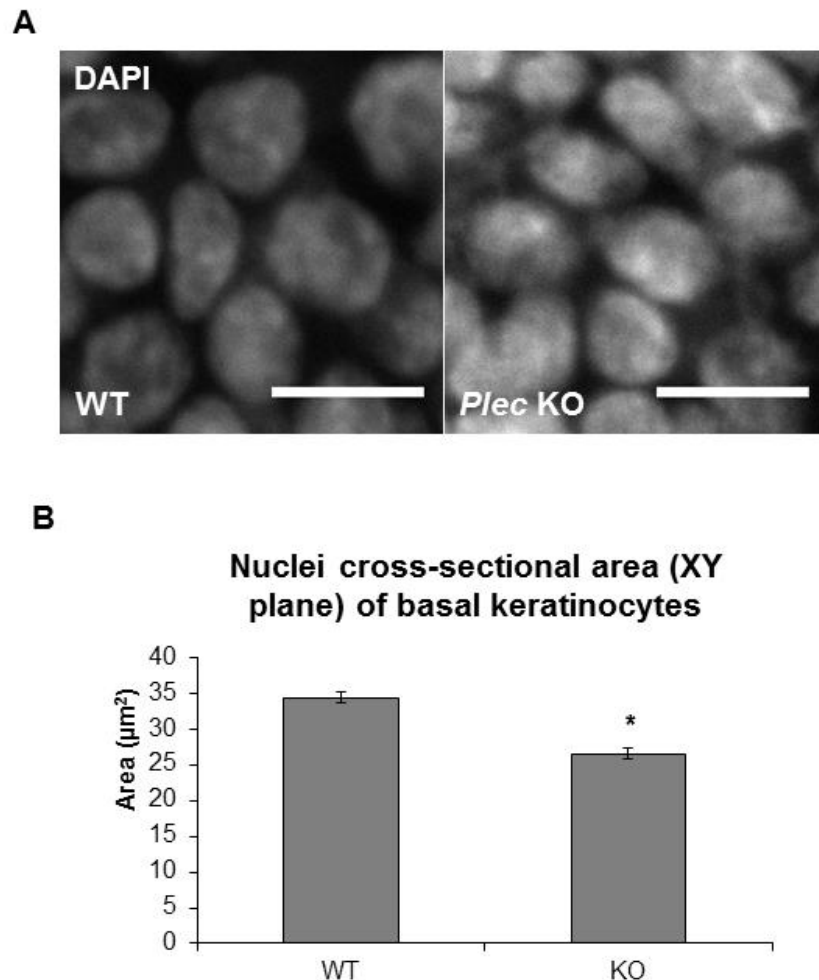 A
DAPI
WT
Plec KO
B
Nuclei cross-sectional area (XY
plane) of basal keratinocytes
Area (µm²)
40
35
30
25
20
15
10
5
0
*
WT
KO